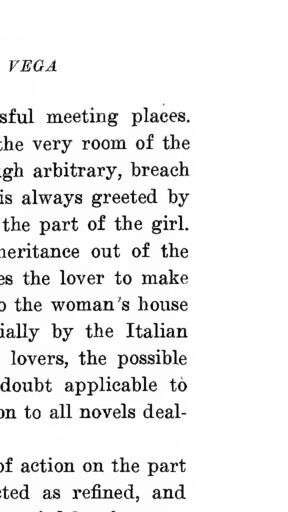 VEGA
sful meeting places.
the very room of the
gh arbitrary, breach
is always greeted by
the part of the girl.
heritance out of the
es the lover to make
o the woman's house
ially by the Italian
lovers, the possible
doubt applicable to
on to all novels deal-
of action on the part
cted as refined, and